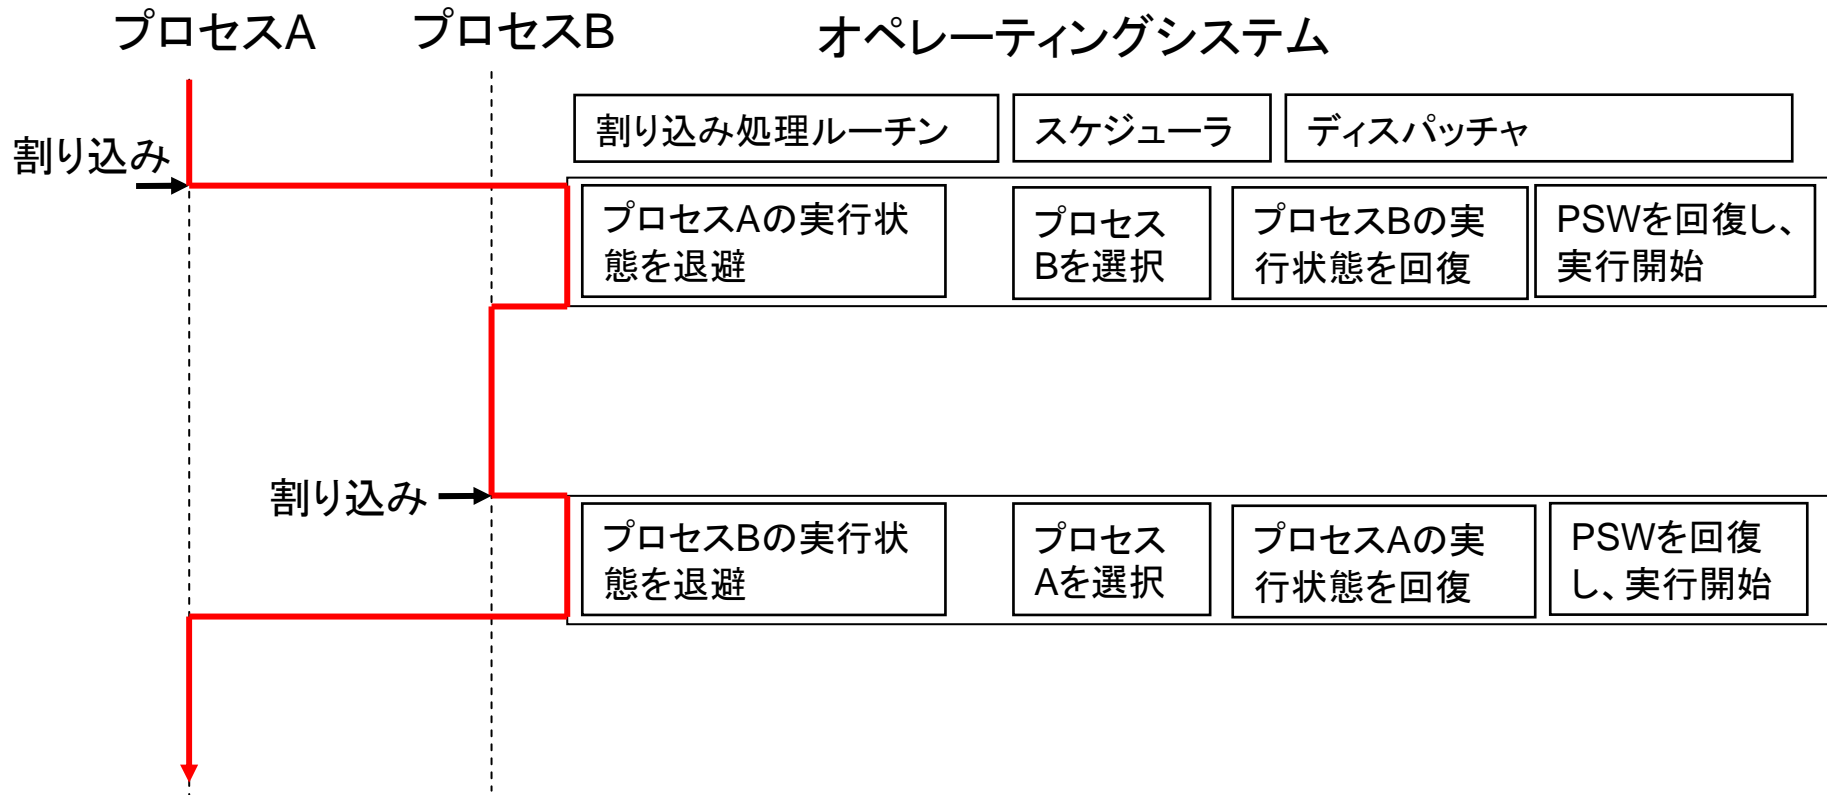 プロセスA
プロセスB
オペレーティングシステム
割り込み処理ルーチン
スケジューラ
ディスパッチャ
割り込み
プロセスAの実行状
態を退避
プロセス
Bを選択
プロセスBの実
行状態を回復
PSWを回復し、
実行開始
割り込み
プロセスBの実行状
態を退避
プロセス
Aを選択
プロセスAの実
行状態を回復
PSWを回復
し、実行開始